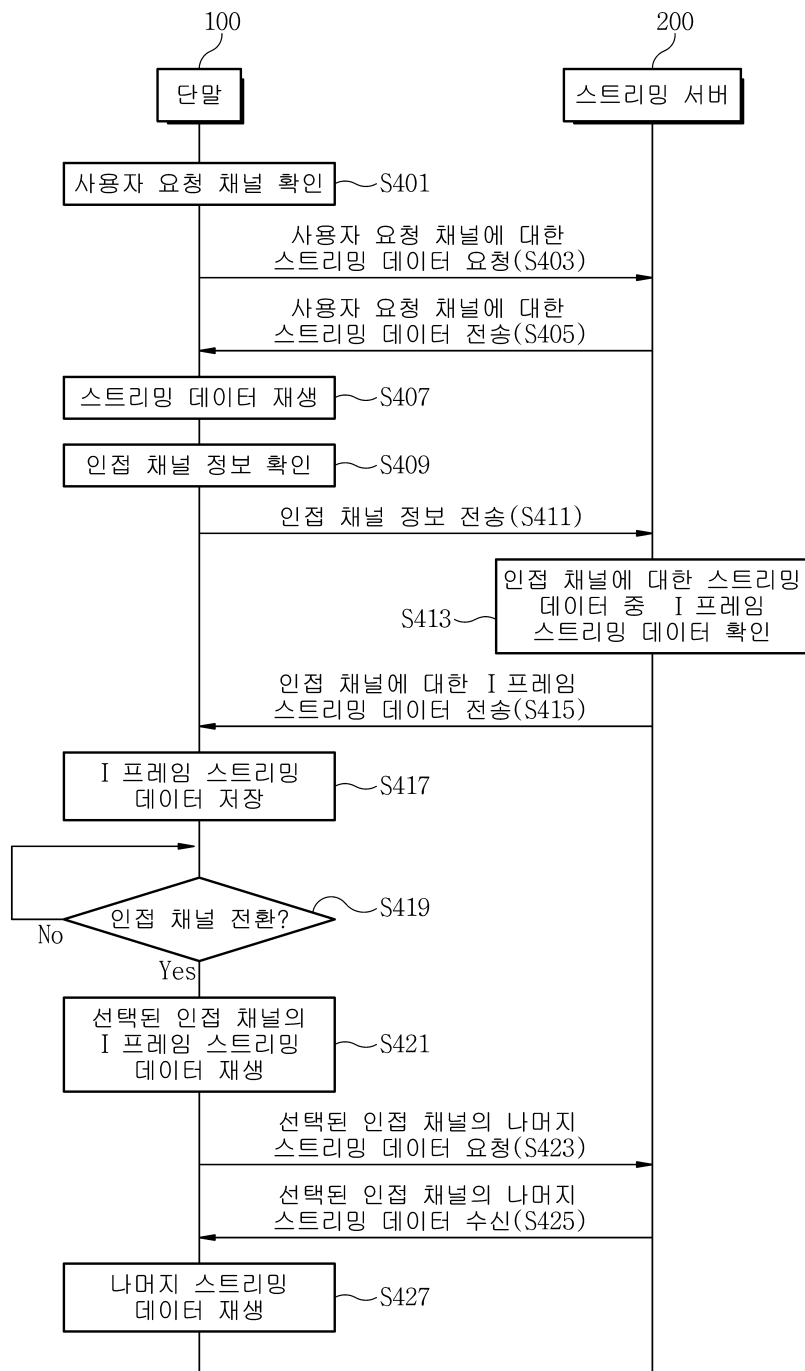 100
200
단말
스트리밍 서버
사용자 요청 채널 확인
S401
사용자 요청 채널에 대한
스트리밍 데이터 요청(S403)
사용자 요청 채널에 대한
스트리밍 데이터 전송(S405)
스트리밍 데이터 재생
S407
인접 채널 정보 확인
S409
인접 채널 정보 전송(S411)
인접 채널에 대한 스트리밍
데이터 중 I 프레임
스트리밍 데이터 확인
S413
인접 채널에 대한 I 프레임
스트리밍 데이터 전송(S415)
I 프레임 스트리밍
데이터 저장
S417
인접 채널 전환?
S419
No
Yes
선택된 인접 채널의
I 프레임 스트리밍
데이터 재생
S421
선택된 인접 채널의 나머지
스트리밍 데이터 요청(S423)
선택된 인접 채널의 나머지
스트리밍 데이터 수신(S425)
나머지 스트리밍
데이터 재생
S427